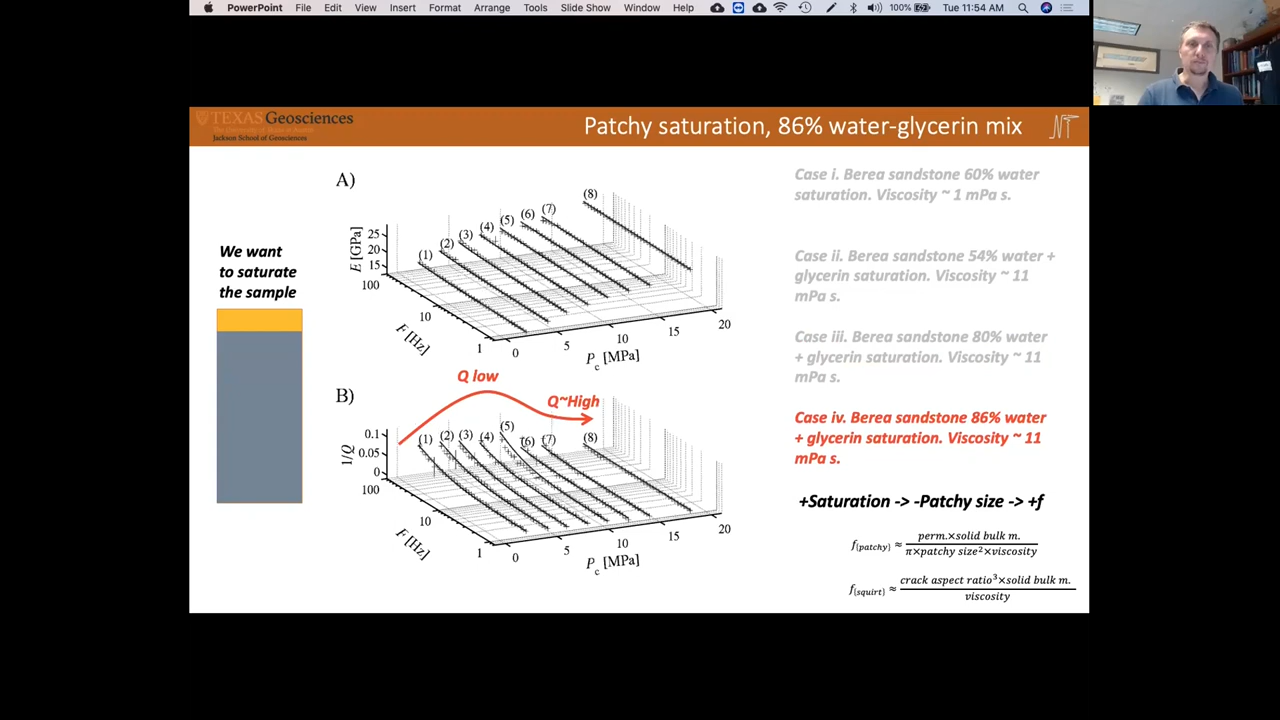 PowerPoint File Edit View Insert Format Arrange Tools Slide Show Window Help 100% Tue 11:54 AM
TEXAS Geosciences
The University of Texas at Austin
Jackson School of Geosciences
Patchy saturation, 86% water-glycerin mix
We want
to saturate
the sample
A)
(1) (2) (3) (4) (5) (6) (7) (8)
E [GPa]
25
20
15
100
10
1
F [Hz]
0 5 10 15 20
Pc [MPa]
Q low
Q~High
B)
(1) (2) (3) (4) (5) (6) (7) (8)
1/Q
0.1
0.05
0
100
10
1
F [Hz]
0 5 10 15 20
Pc [MPa]
Case i. Berea sandstone 60% water
saturation. Viscosity ~ 1 mPa s.
Case ii. Berea sandstone 54% water +
glycerin saturation. Viscosity ~ 11
mPa s.
Case iii. Berea sandstone 80% water
+ glycerin saturation. Viscosity ~ 11
mPa s.
Case iv. Berea sandstone 86% water
+ glycerin saturation. Viscosity ~ 11
mPa s.
+Saturation -> -Patchy size -> +f
f{patchy} ≈ perm.×solid bulk m.
π×patchy size²×viscosity
f{squirt} ≈ crack aspect ratio³×solid bulk m.
viscosity